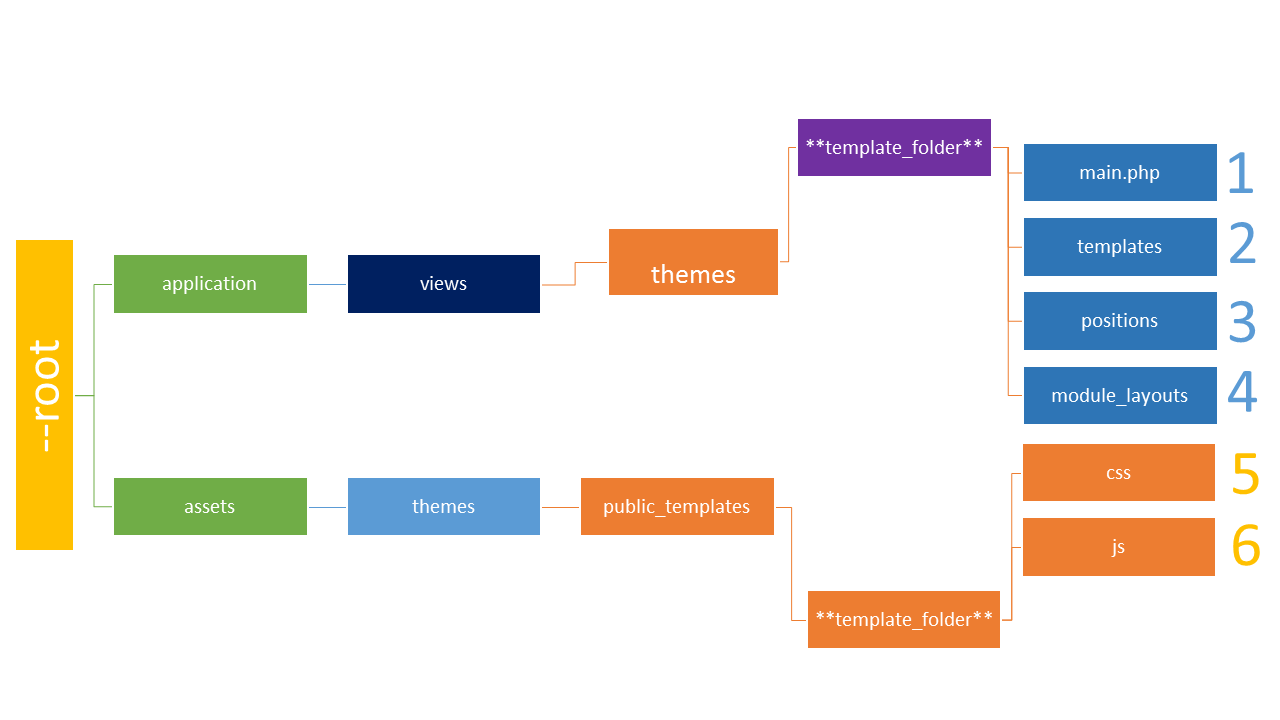 --root
application
views
themes
**template_folder**
main.php
1
templates
2
positions
3
module_layouts
4
assets
themes
public_templates
**template_folder**
css
5
js
6